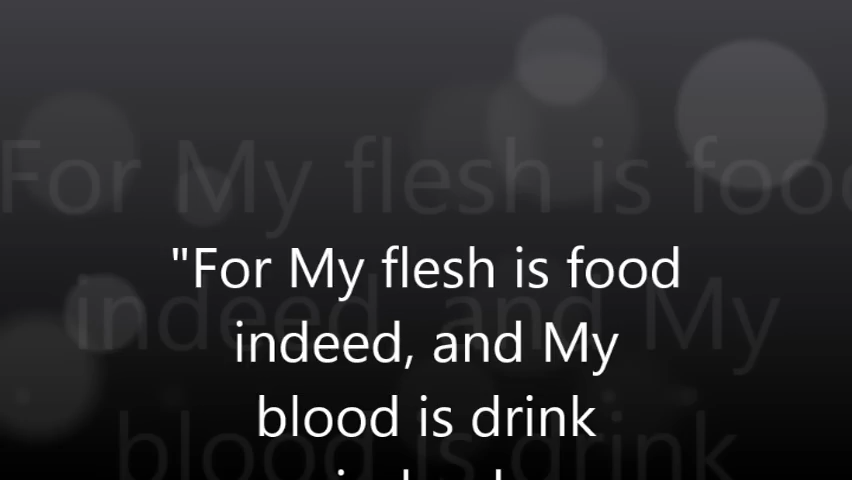 "For My flesh is food
indeed, and My
blood is drink